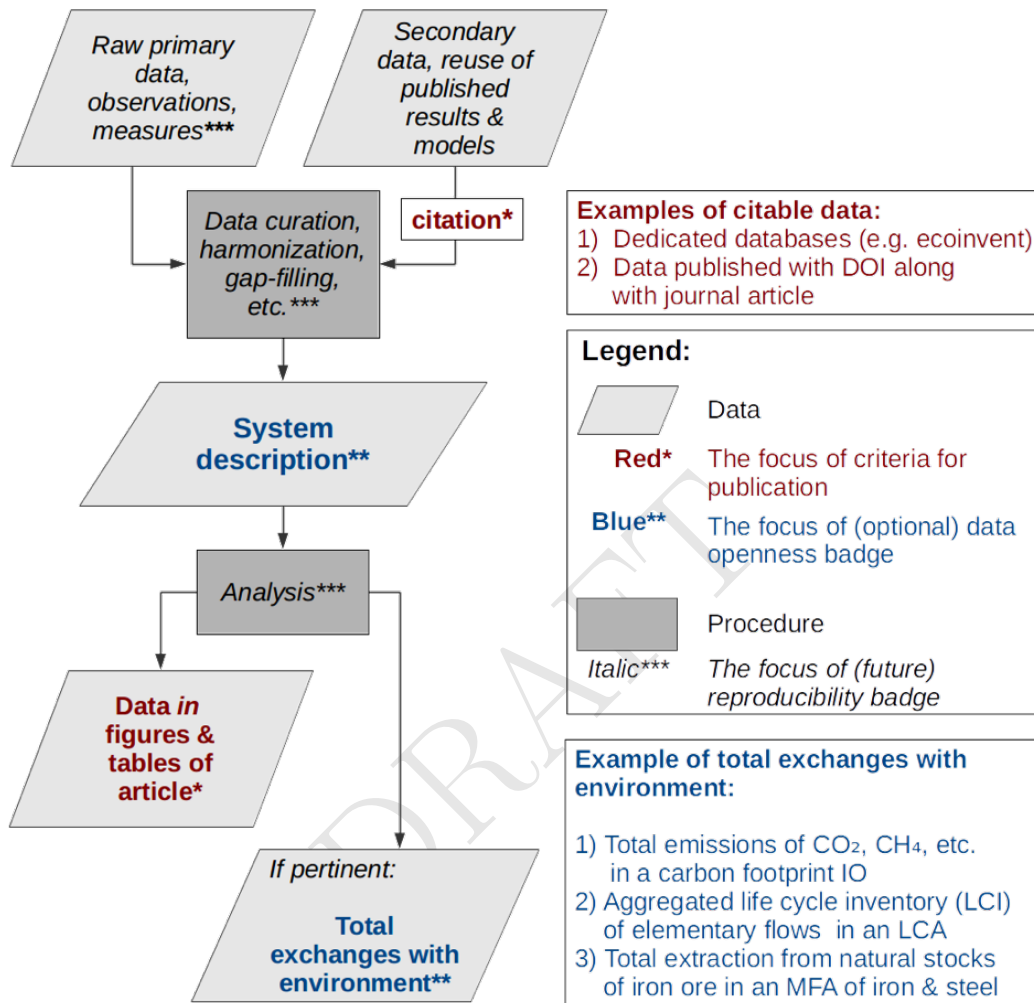 Raw primary
data,
observations,
measures***
Secondary
data, reuse of
published
results &
models
citation*
Data curation,
harmonization,
gap-filling,
etc.***
System
description**
Analysis***
Data in
figures &
tables of
article*
If pertinent:
Total
exchanges with
environment**
Examples of citable data:
1) Dedicated databases (e.g. ecoinvent)
2) Data published with DOI along
with journal article
Legend:
Data
Red* The focus of criteria for
publication
Blue** The focus of (optional) data
openness badge
Procedure
Italic*** The focus of (future)
reproducibility badge
Example of total exchanges with
environment:
1) Total emissions of CO₂, CH₄, etc.
in a carbon footprint IO
2) Aggregated life cycle inventory (LCI)
of elementary flows in an LCA
3) Total extraction from natural stocks
of iron ore in an MFA of iron & steel
DRAFT